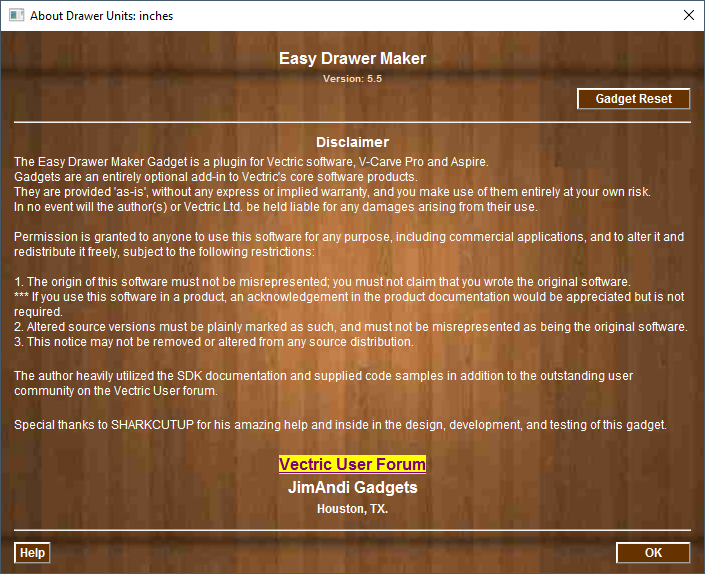 About Drawer Units: inches
Easy Drawer Maker
Version: 5.5
Gadget Reset
Disclaimer
The Easy Drawer Maker Gadget is a plugin for Vectric software, V-Carve Pro and Aspire.
Gadgets are an entirely optional add-in to Vectric's core software products.
They are provided 'as-is', without any express or implied warranty, and you make use of them entirely at your own risk.
In no event will the author(s) or Vectric Ltd. be held liable for any damages arising from their use.
Permission is granted to anyone to use this software for any purpose, including commercial applications, and to alter it and
redistribute it freely, subject to the following restrictions:
1. The origin of this software must not be misrepresented; you must not claim that you wrote the original software.
*** If you use this software in a product, an acknowledgement in the product documentation would be appreciated but is not
required.
2. Altered source versions must be plainly marked as such, and must not be misrepresented as being the original software.
3. This notice may not be removed or altered from any source distribution.
The author heavily utilized the SDK documentation and supplied code samples in addition to the outstanding user
community on the Vectric User forum.
Special thanks to SHARKCUTUP for his amazing help and inside in the design, development, and testing of this gadget.
Vectric User Forum
JimAndi Gadgets
Houston, TX.
Help
OK